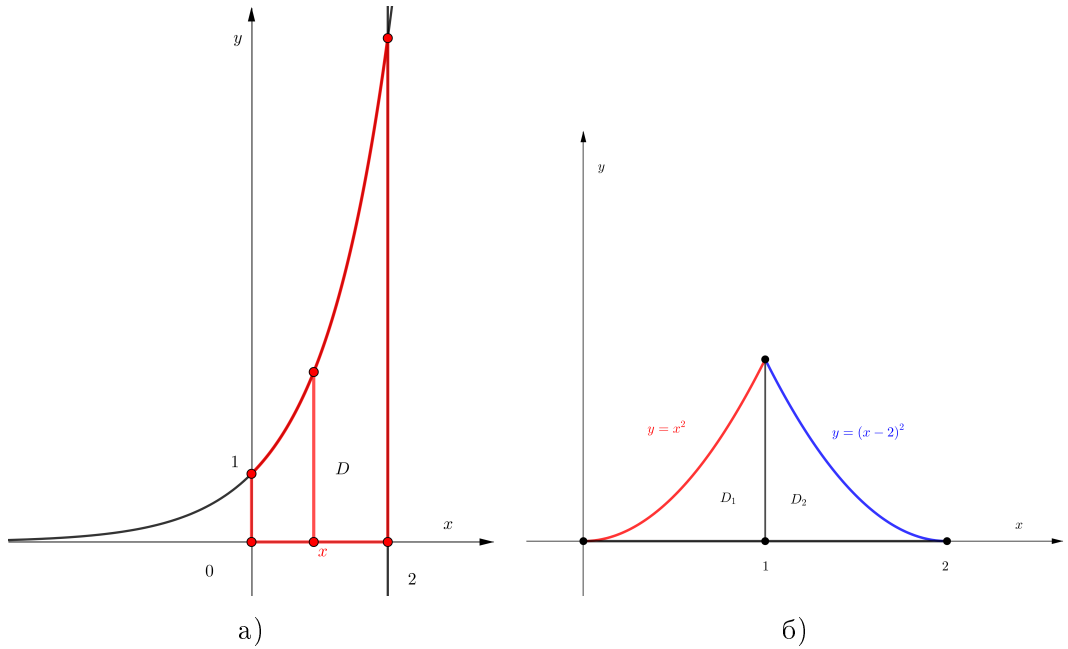 y
1
D
x
x
0
2
а)
y
y = x²
y = (x − 2)²
D₁
D₂
x
1
2
б)